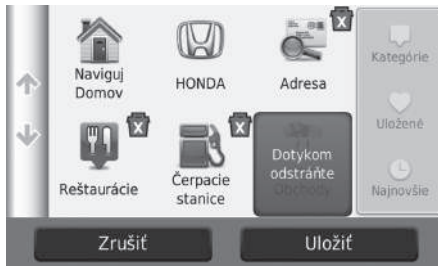 Naviguj
Domov
HONDA
Adresa
Kategórie
Uložené
Najnovšie
Reštaurácie
Čerpacie
stanice
Dotykom
odstráňte
Obchody
Zrušiť
Uložiť